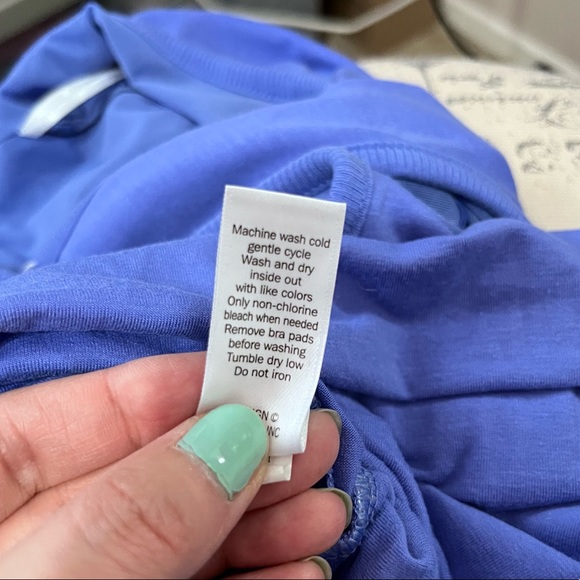 Machine wash cold
gentle cycle
Wash and dry
inside out
with like colors
Only non-chlorine
bleach when needed
Remove bra pads
before washing
Tumble dry low
Do not iron